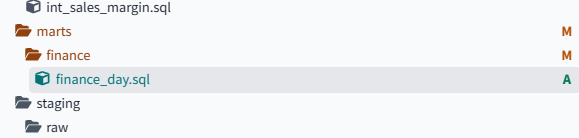 int_sales_margin.sql
marts M
finance M
finance_day.sql A
staging
raw